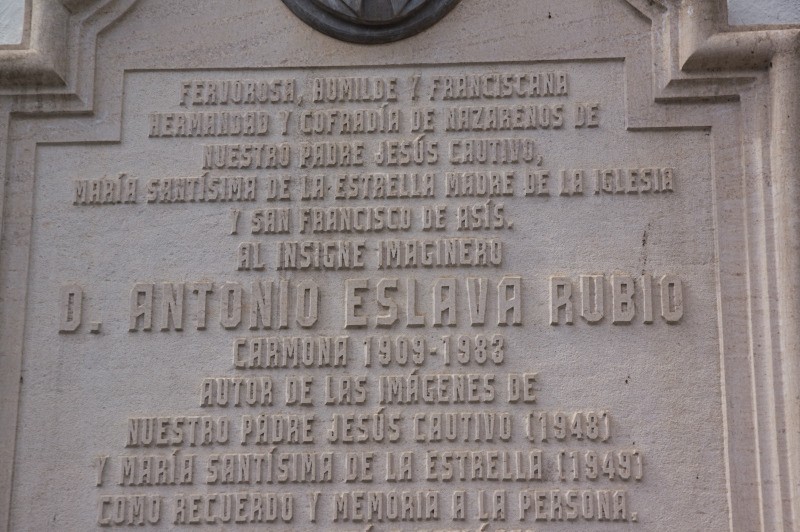 FERVOROSA, HUMILDE Y FRANCISCANA
HERMANDAD Y COFRADÍA DE NAZARENOS DE
NUESTRO PADRE JESÚS CAUTIVO,
MARÍA SANTÍSIMA DE LA ESTRELLA MADRE DE LA IGLESIA
Y SAN FRANCISCO DE ASÍS.
AL INSIGNE IMAGINERO
D. ANTONIO ESLAVA RUBIO
CARMONA 1909-1983
AUTOR DE LAS IMÁGENES DE
NUESTRO PADRE JESÚS CAUTIVO (1948)
Y MARÍA SANTÍSIMA DE LA ESTRELLA (1949)
COMO RECUERDO Y MEMORIA A LA PERSONA,